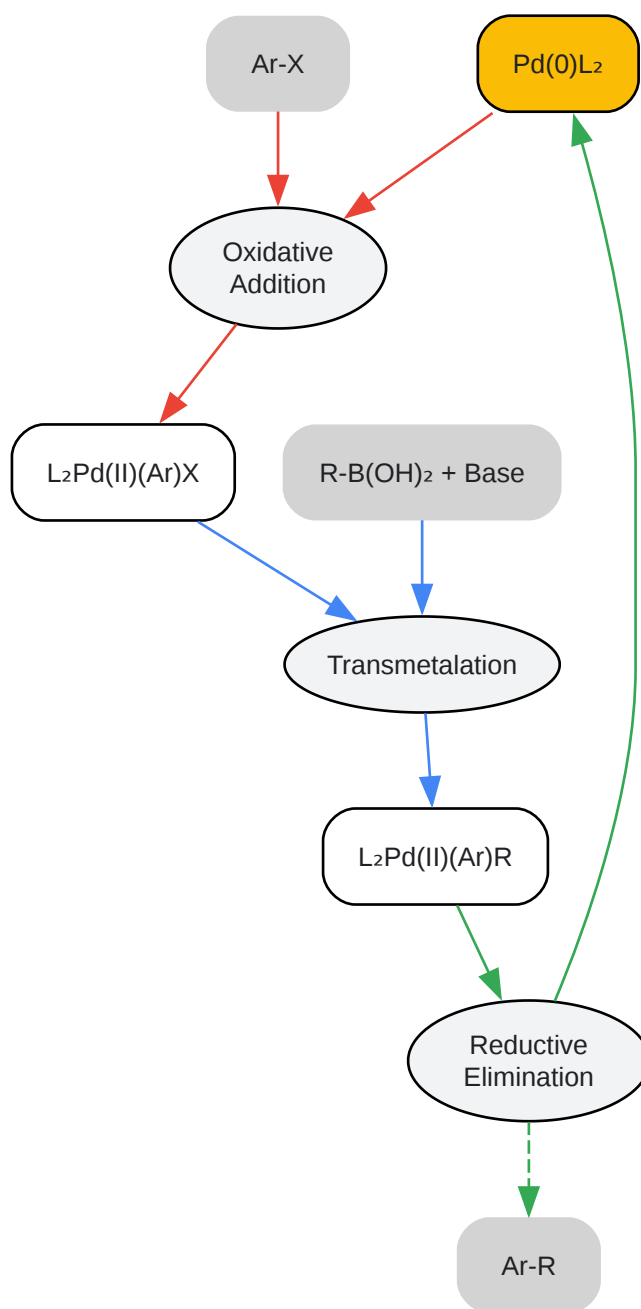 Ar-X
Pd(0)L₂
Oxidative
Addition
L₂Pd(II)(Ar)X
R-B(OH)₂ + Base
Transmetalation
L₂Pd(II)(Ar)R
Reductive
Elimination
Ar-R